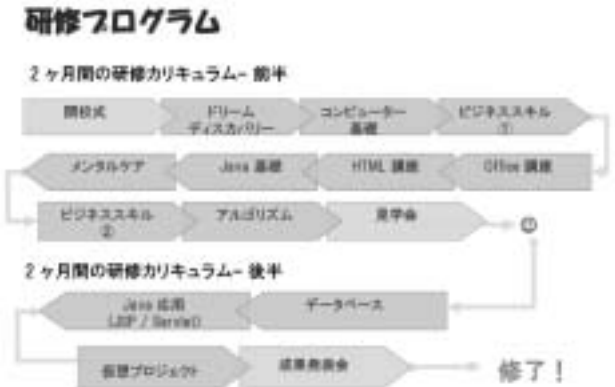 研修プログラム
2ヶ月間の研修カリキュラム- 前半
開校式
ドリーム
ディスカバリー
コンピューター
基礎
ビジネススキル
①
Office 講座
HTML 講座
Java 基礎
メンタルケア
ビジネススキル
②
アルゴリズム
見学会
①
2ヶ月間の研修カリキュラム- 後半
データベース
Java 応用
(JSP / Servlet)
仮想プロジェクト
成果発表会
修了！